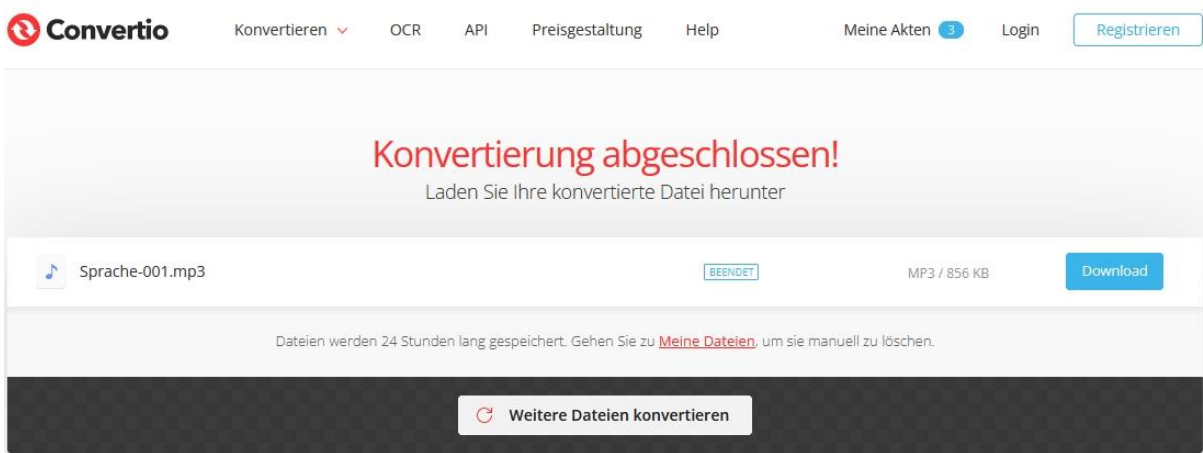 Convertio Konvertieren OCR API Preisgestaltung Help Meine Akten 3 Login Registrieren
Konvertierung abgeschlossen!
Laden Sie Ihre konvertierte Datei herunter
Sprache-001.mp3 BEENDET MP3 / 856 KB Download
Dateien werden 24 Stunden lang gespeichert. Gehen Sie zu Meine Dateien, um sie manuell zu löschen.
Weitere Dateien konvertieren